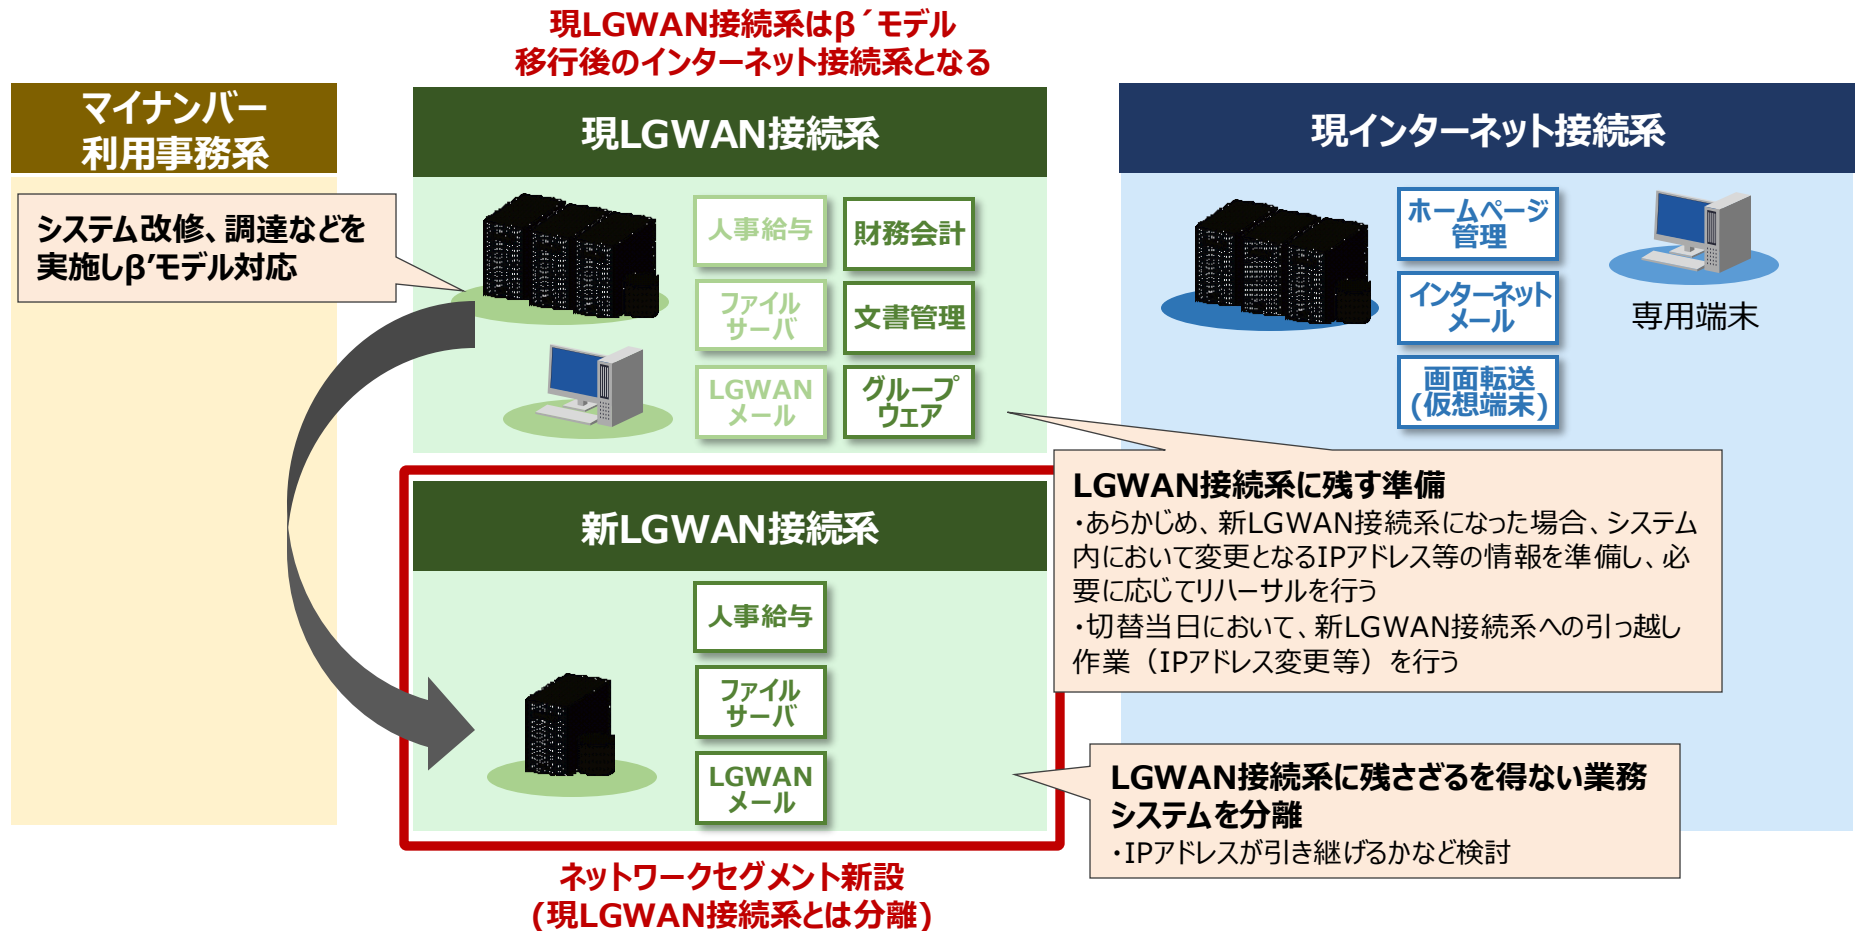 現LGWAN接続系はβ´モデル
移行後のインターネット接続系となる
マイナンバー
利用事務系
現LGWAN接続系
現インターネット接続系
システム改修、調達などを
実施しβ’モデル対応
人事給与
財務会計
ファイル
サーバ
文書管理
LGWAN
メール
グループ
ウェア
ホームページ
管理
インターネット
メール
画面転送
(仮想端末)
専用端末
LGWAN接続系に残す準備
・あらかじめ、新LGWAN接続系になった場合、システム
内において変更となるIPアドレス等の情報を準備し、必
要に応じてリハーサルを行う
・切替当日において、新LGWAN接続系への引っ越し
作業（IPアドレス変更等）を行う
新LGWAN接続系
人事給与
ファイル
サーバ
LGWAN
メール
LGWAN接続系に残さざるを得ない業務
システムを分離
・IPアドレスが引き継げるかなど検討
ネットワークセグメント新設
(現LGWAN接続系とは分離)